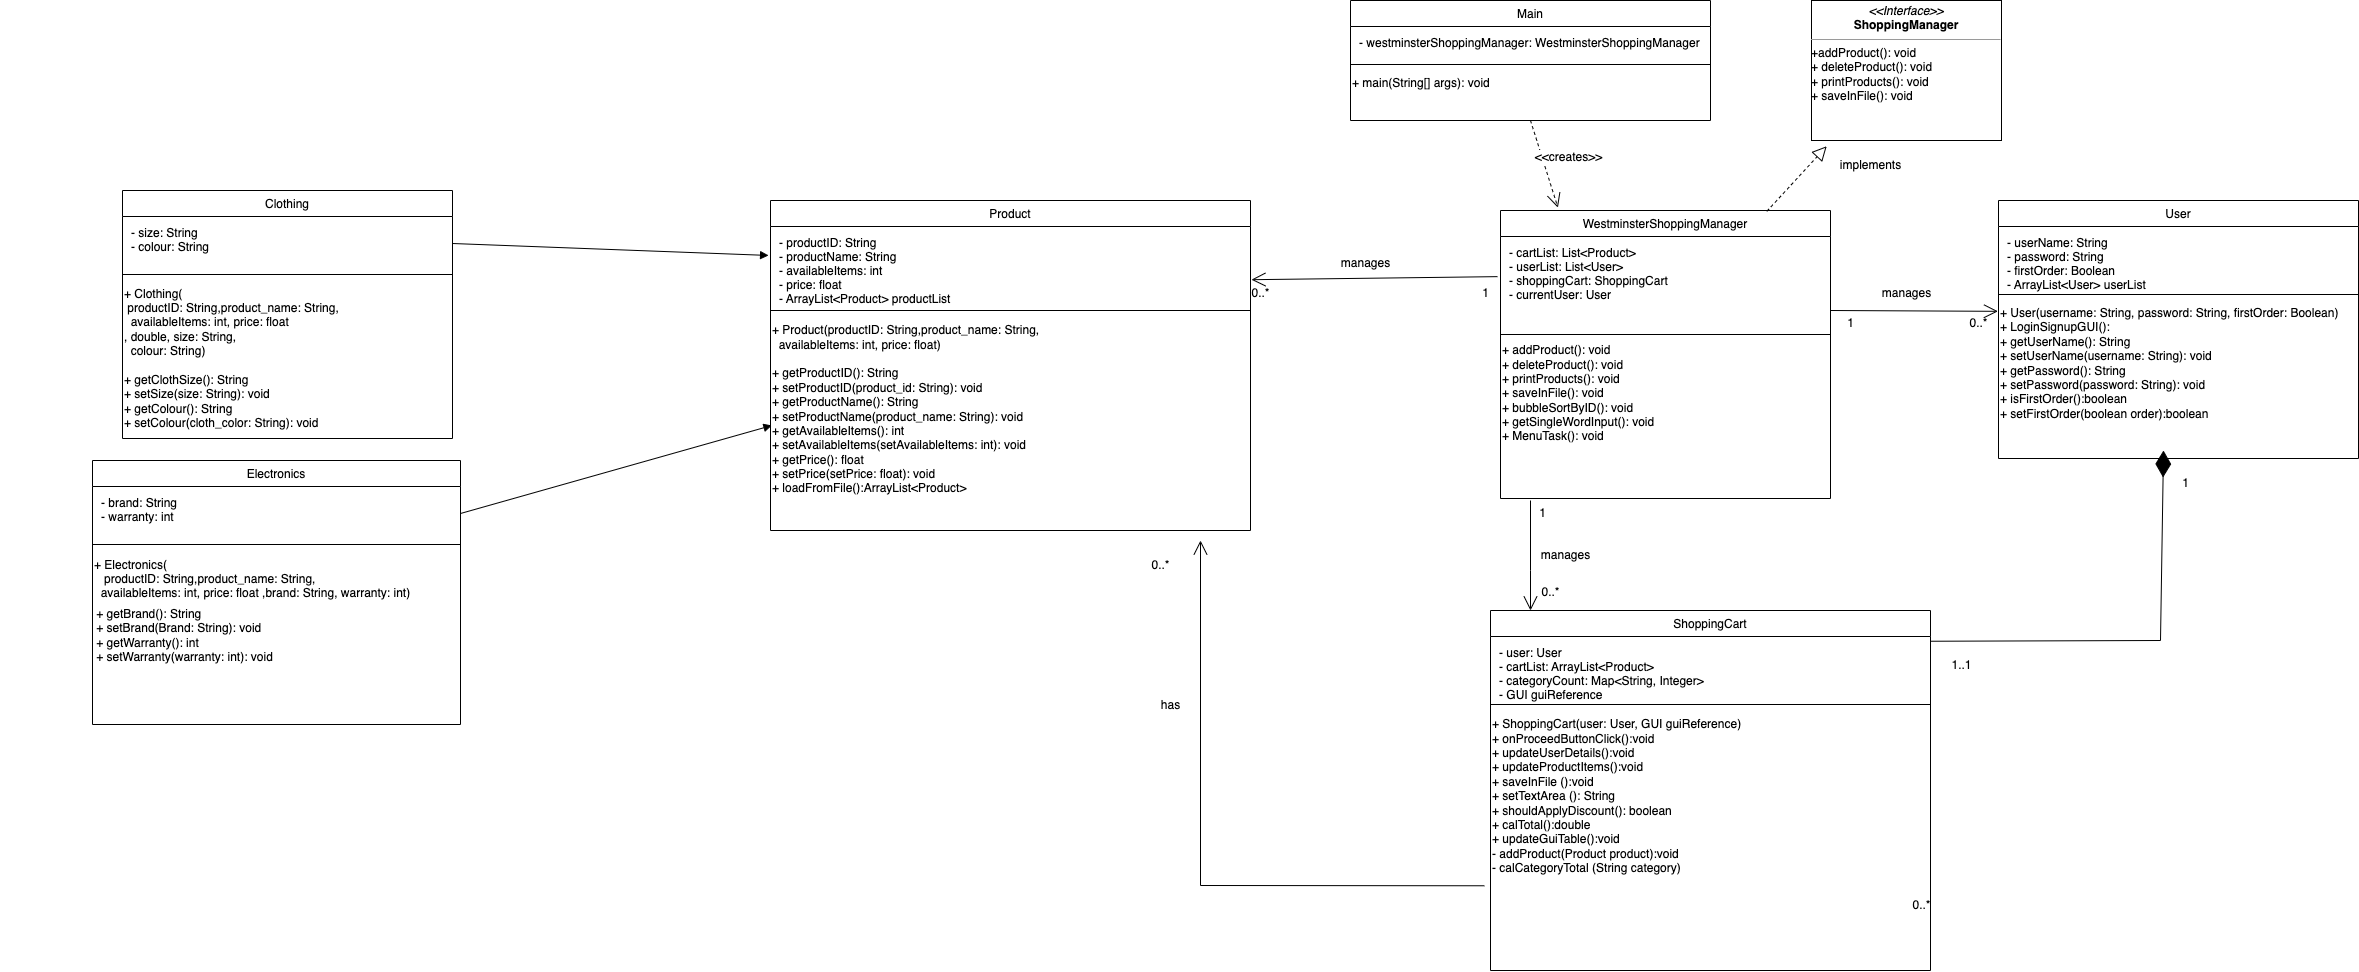 Main
- westminsterShoppingManager: WestminsterShoppingManager
+ main(String[] args): void
<<Interface>>
ShoppingManager
+addProduct(): void
+ deleteProduct(): void
+ printProducts(): void
+ saveInFile(): void
<<creates>>
implements
Clothing
- size: String
- colour: String
+ Clothing(
productID: String,product_name: String,
availableItems: int, price: float
, double, size: String,
colour: String)
+ getClothSize(): String
+ setSize(size: String): void
+ getColour(): String
+ setColour(cloth_color: String): void
Product
- productID: String
- productName: String
- availableItems: int
- price: float
- ArrayList<Product> productList
+ Product(productID: String,product_name: String,
availableItems: int, price: float)
+ getProductID(): String
+ setProductID(product_id: String): void
+ getProductName(): String
+ setProductName(product_name: String): void
+ getAvailableItems(): int
+ setAvailableItems(setAvailableItems: int): void
+ getPrice(): float
+ setPrice(setPrice: float): void
+ loadFromFile():ArrayList<Product>
manages
0..*
1
WestminsterShoppingManager
- cartList: List<Product>
- userList: List<User>
- shoppingCart: ShoppingCart
- currentUser: User
+ addProduct(): void
+ deleteProduct(): void
+ printProducts(): void
+ saveInFile(): void
+ bubbleSortByID(): void
+ getSingleWordInput(): void
+ MenuTask(): void
manages
1
0..*
User
- userName: String
- password: String
- firstOrder: Boolean
- ArrayList<User> userList
+ User(username: String, password: String, firstOrder: Boolean)
+ LoginSignupGUI():
+ getUserName(): String
+ setUserName(username: String): void
+ getPassword(): String
+ setPassword(password: String): void
+ isFirstOrder():boolean
+ setFirstOrder(boolean order):boolean
Electronics
- brand: String
- warranty: int
+ Electronics(
productID: String,product_name: String,
availableItems: int, price: float ,brand: String, warranty: int)
+ getBrand(): String
+ setBrand(Brand: String): void
+ getWarranty(): int
+ setWarranty(warranty: int): void
1
1
manages
0..*
0..*
has
ShoppingCart
- user: User
- cartList: ArrayList<Product>
- categoryCount: Map<String, Integer>
- GUI guiReference
+ ShoppingCart(user: User, GUI guiReference)
+ onProceedButtonClick():void
+ updateUserDetails():void
+ updateProductItems():void
+ saveInFile ():void
+ setTextArea (): String
+ shouldApplyDiscount(): boolean
+ calTotal():double
+ updateGuiTable():void
- addProduct(Product product):void
- calCategoryTotal (String category)
1..1
0..*